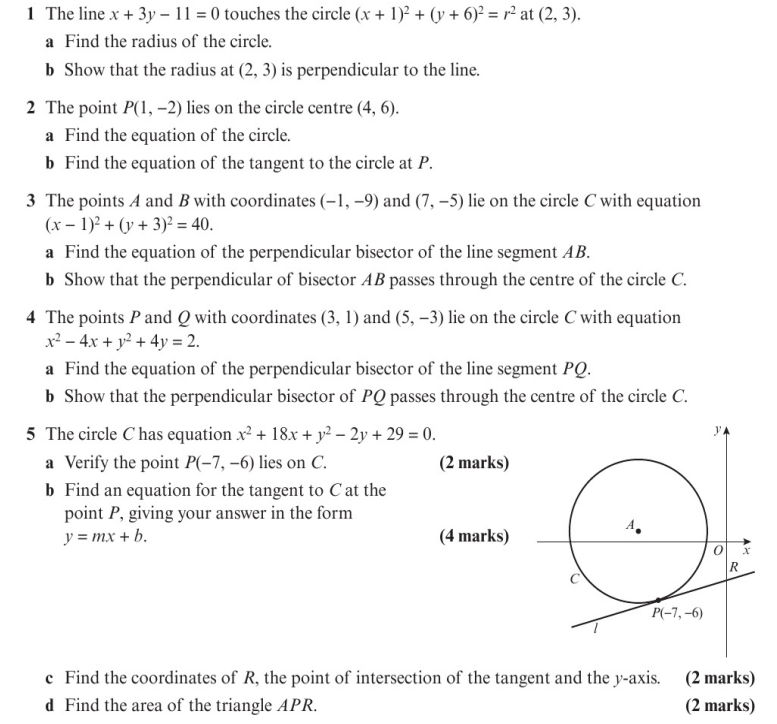 1 The line x + 3y − 11 = 0 touches the circle (x + 1)² + (y + 6)² = r² at (2, 3).
a Find the radius of the circle.
b Show that the radius at (2, 3) is perpendicular to the line.
2 The point P(1, −2) lies on the circle centre (4, 6).
a Find the equation of the circle.
b Find the equation of the tangent to the circle at P.
3 The points A and B with coordinates (−1, −9) and (7, −5) lie on the circle C with equation
(x − 1)² + (y + 3)² = 40.
a Find the equation of the perpendicular bisector of the line segment AB.
b Show that the perpendicular of bisector AB passes through the centre of the circle C.
4 The points P and Q with coordinates (3, 1) and (5, −3) lie on the circle C with equation
x² − 4x + y² + 4y = 2.
a Find the equation of the perpendicular bisector of the line segment PQ.
b Show that the perpendicular bisector of PQ passes through the centre of the circle C.
5 The circle C has equation x² + 18x + y² − 2y + 29 = 0.
a Verify the point P(−7, −6) lies on C. (2 marks)
b Find an equation for the tangent to C at the
point P, giving your answer in the form
y = mx + b. (4 marks)
y
A
O x
R
C
P(−7, −6)
l
c Find the coordinates of R, the point of intersection of the tangent and the y-axis. (2 marks)
d Find the area of the triangle APR. (2 marks)